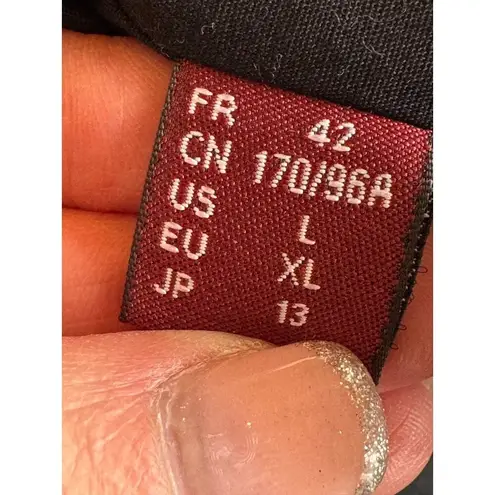 FR 42
CN 170/96A
US L
EU XL
JP 13